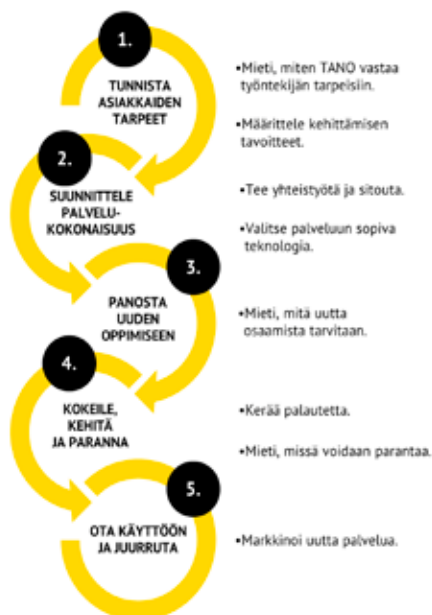 1.
TUNNISTA
ASIAKKAIDEN
TARPEET
•Mieti, miten TANO vastaa
työntekijän tarpeisiin.
•Määrittele kehittämisen
tavoitteet.
2.
SUUNNITTELE
PALVELU-
KOKONAISUUS
•Tee yhteistyötä ja sitouta.
•Valitse palveluun sopiva
teknologia.
3.
PANOSTA
UUDEN
OPPIMISEEN
•Mieti, mitä uutta
osaamista tarvitaan.
4.
KOKEILE,
KEHITÄ
JA PARANNA
•Kerää palautetta.
•Mieti, missä voidaan parantaa.
5.
OTA KÄYTTÖÖN
JA JUURRUTA
•Markkinoi uutta palvelua.